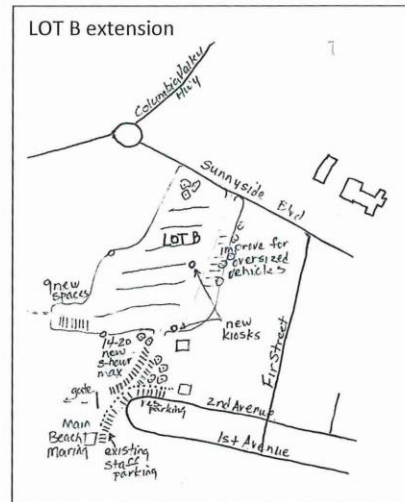 LOT B extension
Columbia Valley
Hwy
Sunnyside Blvd
LOT B
improve for
oversized
vehicles
9 new
spaces
new
kiosks
14-20
new
3-hour
max
Fir Street
gate
res
parking
2nd Avenue
1st Avenue
Main
Beach
Marina
existing
staff
parking